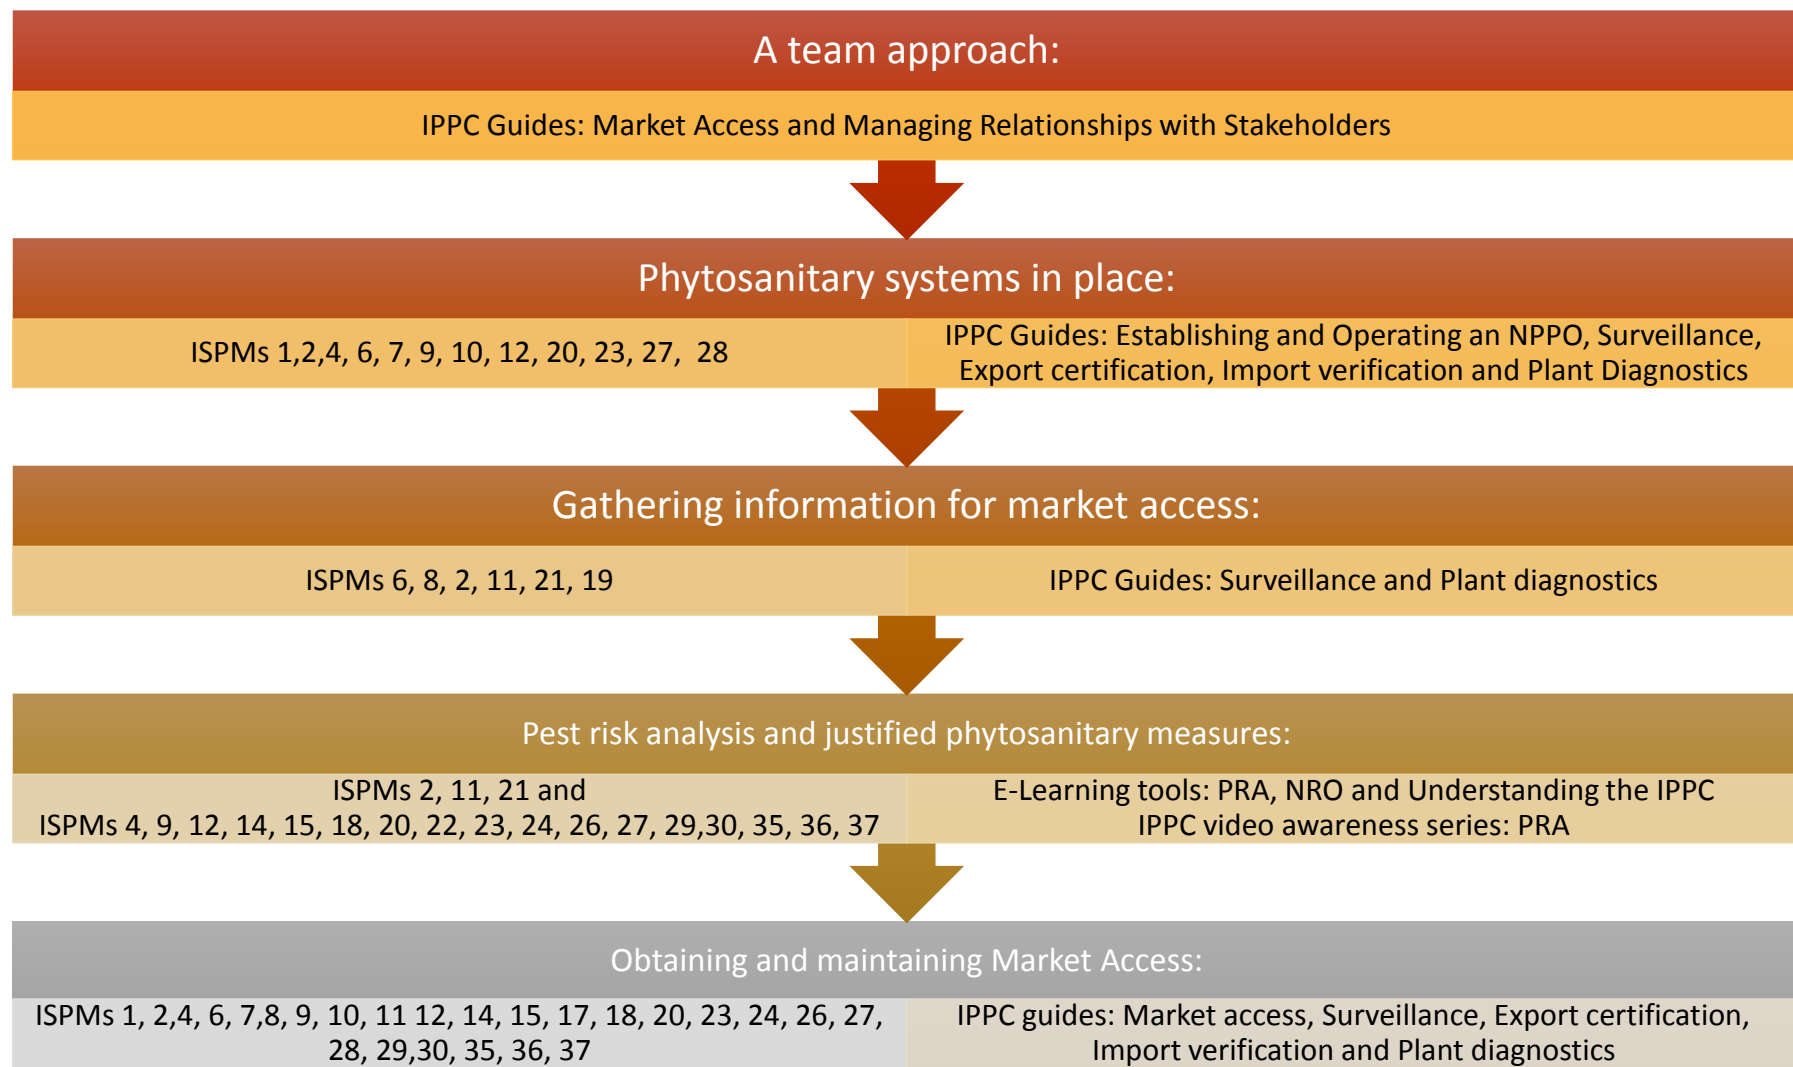 A team approach:
IPPC Guides: Market Access and Managing Relationships with Stakeholders
Phytosanitary systems in place:
ISPMs 1,2,4, 6, 7, 9, 10, 12, 20, 23, 27,  28
IPPC Guides: Establishing and Operating an NPPO, Surveillance,
Export certification, Import verification and Plant Diagnostics
Gathering information for market access:
ISPMs 6, 8, 2, 11, 21, 19
IPPC Guides: Surveillance and Plant diagnostics
Pest risk analysis and justified phytosanitary measures:
ISPMs 2, 11, 21 and
ISPMs 4, 9, 12, 14, 15, 18, 20, 22, 23, 24, 26, 27, 29,30, 35, 36, 37
E-Learning tools: PRA, NRO and Understanding the IPPC
IPPC video awareness series: PRA
Obtaining and maintaining Market Access:
ISPMs 1, 2,4, 6, 7,8, 9, 10, 11 12, 14, 15, 17, 18, 20, 23, 24, 26, 27,
28, 29,30, 35, 36, 37
IPPC guides: Market access, Surveillance, Export certification,
Import verification and Plant diagnostics